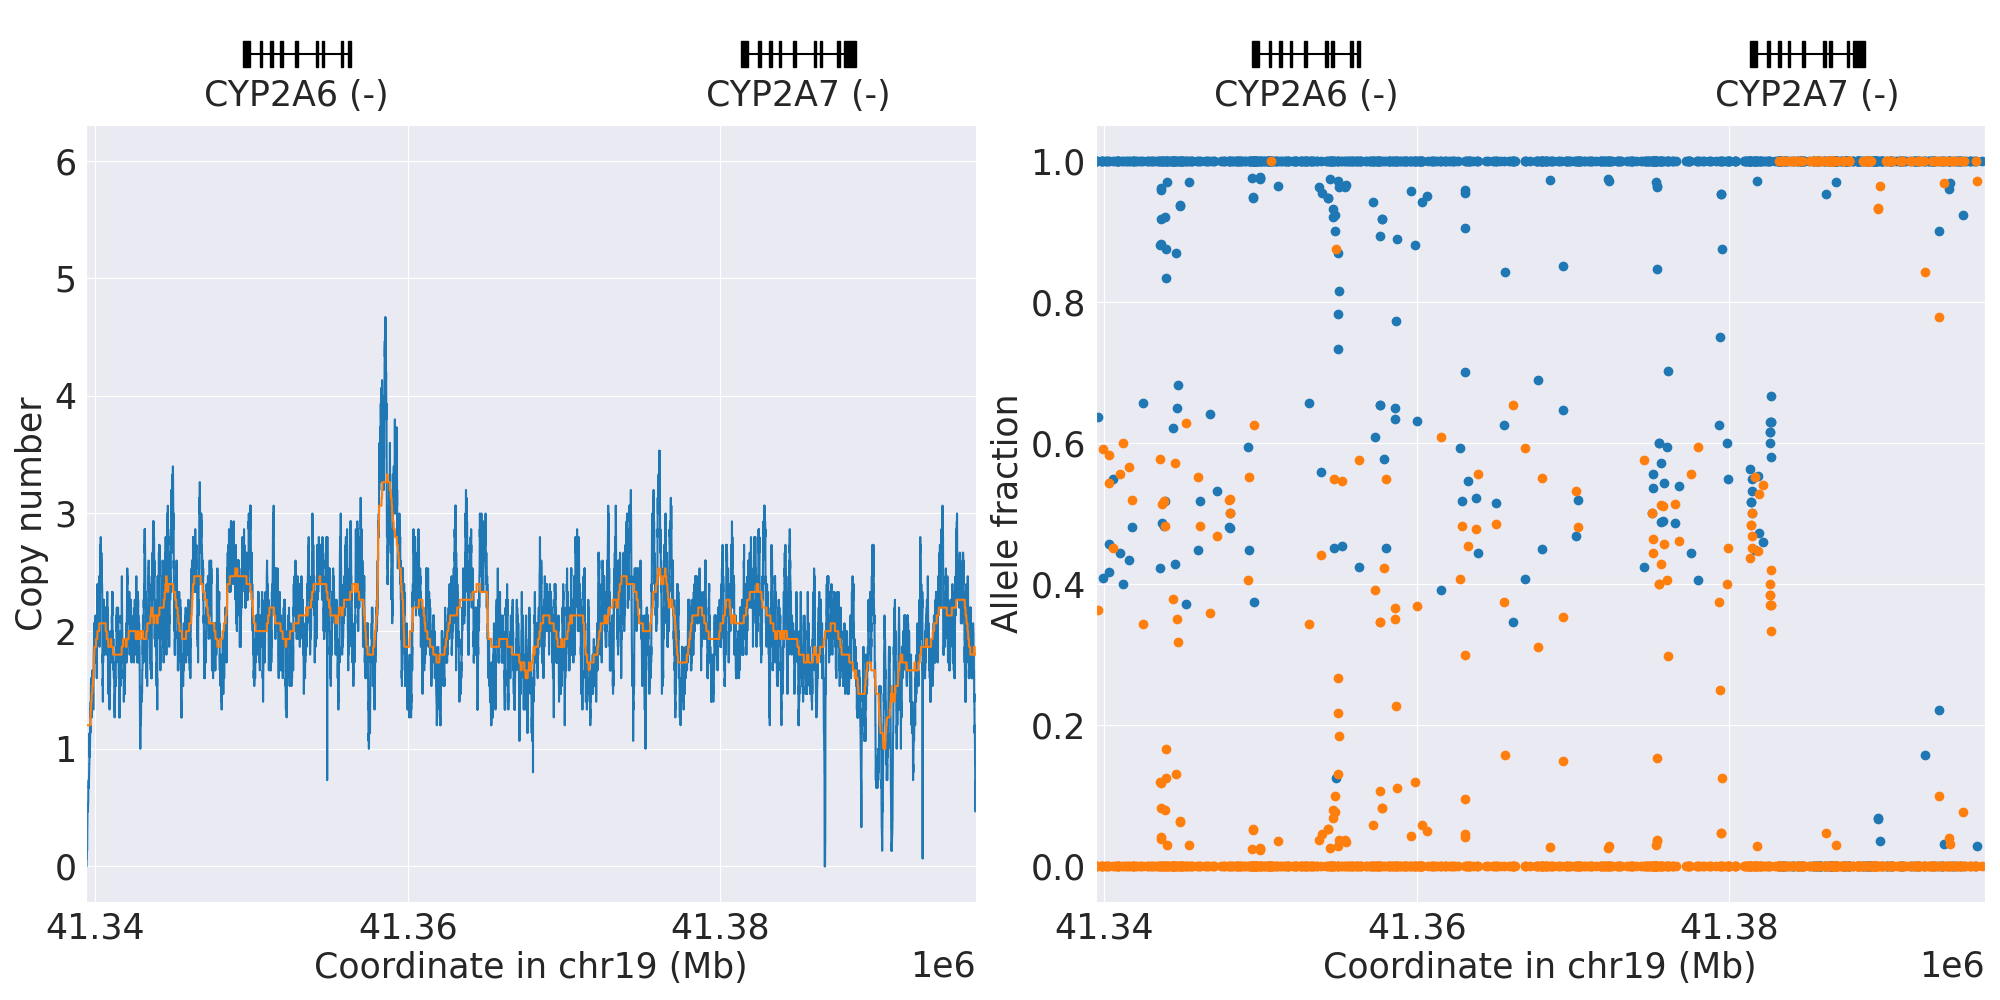 CYP2A6 (-)
CYP2A7 (-)
6
5
4
3
2
1
0
Copy number
41.34
41.36
41.38
Coordinate in chr19 (Mb)
1e6
CYP2A6 (-)
CYP2A7 (-)
1.0
0.8
0.6
0.4
0.2
0.0
Allele fraction
41.34
41.36
41.38
Coordinate in chr19 (Mb)
1e6